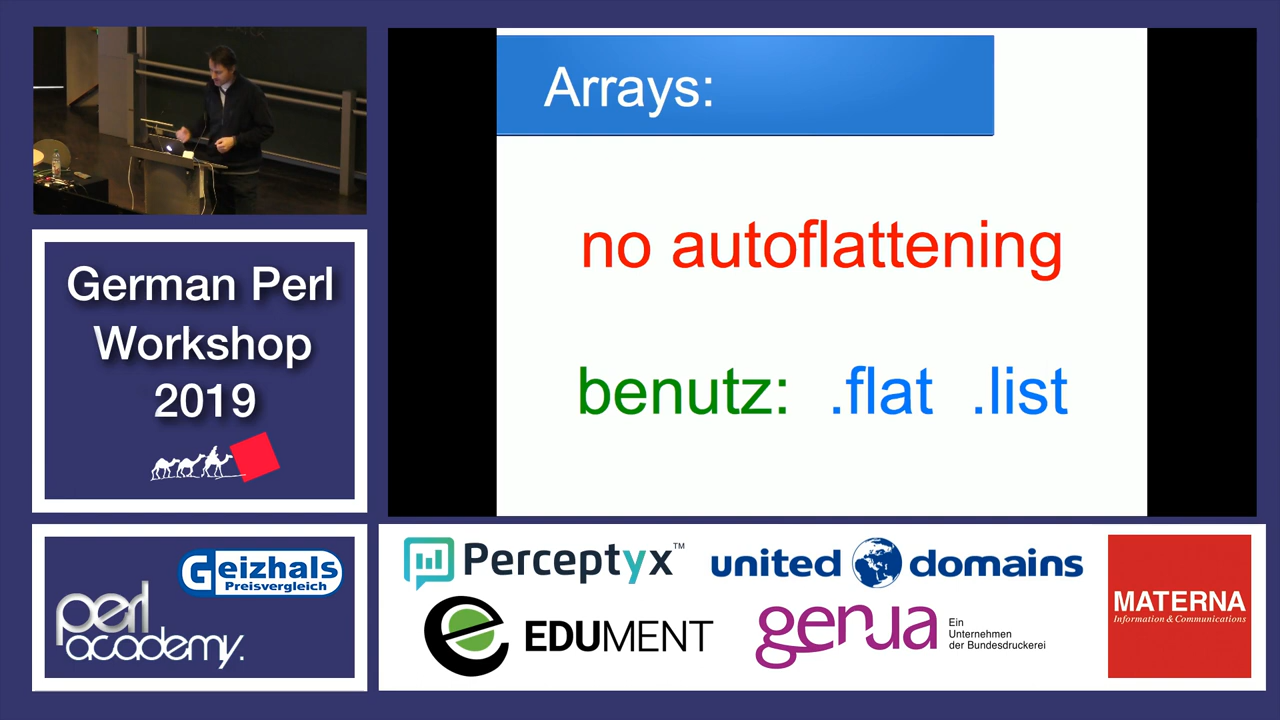 Arrays:
no autoflattening
benutz: .flat .list
German Perl
Workshop
2019
Geizhals
Preisvergleich
perl
academy.
Perceptyx™
united domains
EDUMENT
genua
Ein
Unternehmen
der Bundesdruckerei
MATERNA
Information & Communications